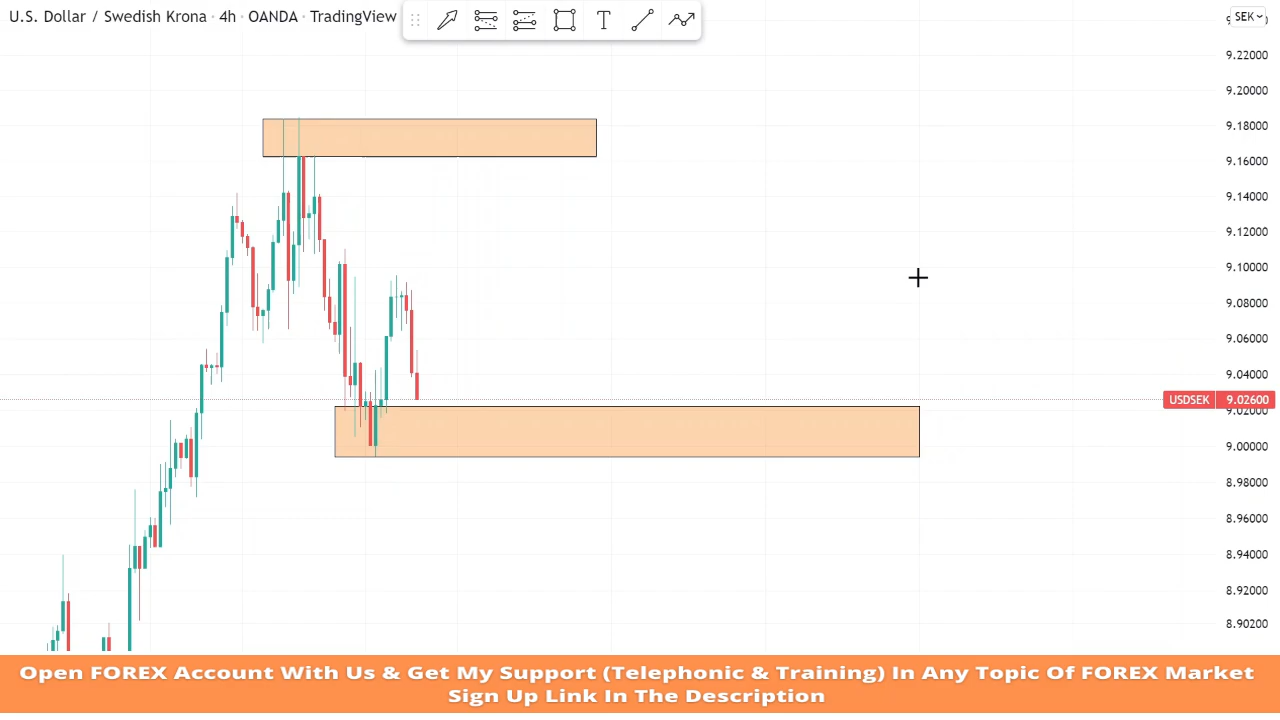 U.S. Dollar / Swedish Krona · 4h · OANDA · TradingView
T
SEK
9.22000
9.20000
9.18000
9.16000
9.14000
9.12000
9.10000
9.08000
9.06000
9.04000
USDSEK 9.02600
9.02000
9.00000
8.98000
8.96000
8.94000
8.92000
8.90200
Open FOREX Account With Us & Get My Support (Telephonic & Training) In Any Topic Of FOREX Market
Sign Up Link In The Description